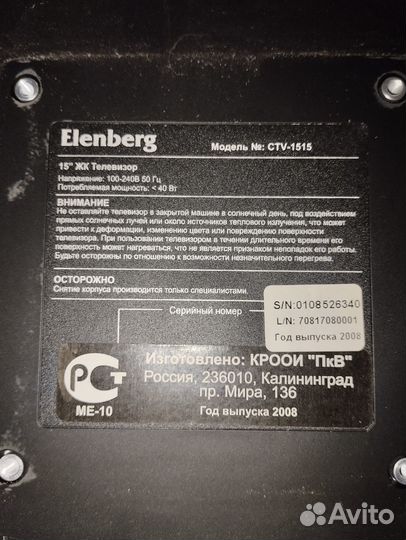 Elenberg
Модель №: CTV-1515
15" ЖК Телевизор
Напряжение: 100-240В 50 Гц
Потребляемая мощность: < 40 Вт
ВНИМАНИЕ
Не оставляйте телевизор в закрытой машине в солнечный день, под воздействием
прямых солнечных лучей или около источников теплового излучения, что может
привести к деформации, изменению цвета или повреждению поверхности
телевизора. При пользовании телевизором в течении длительного времени его
поверхность может нагреваться, что не является признаком неполадок его работы.
Будьте осторожны по отношению к возможности незначительного перегрева.
ОСТОРОЖНО
Снятие корпуса производится только специалистами.
Серийный номер
S/N:0108526340
L/N: 70817080001
Год выпуска 2008
РСТ
МЕ-10
Изготовлено: КРООИ "ПкВ"
Россия, 236010, Калининград
пр. Мира, 136
Год выпуска 2008
Avito